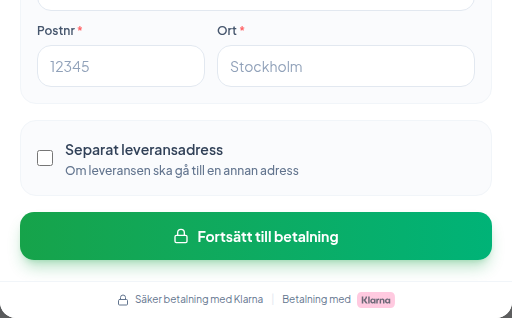 Postnr * Ort *
12345 Stockholm
Separat leveransadress
Om leveransen ska gå till en annan adress
Fortsätt till betalning
Säker betalning med Klarna Betalning med Klarna